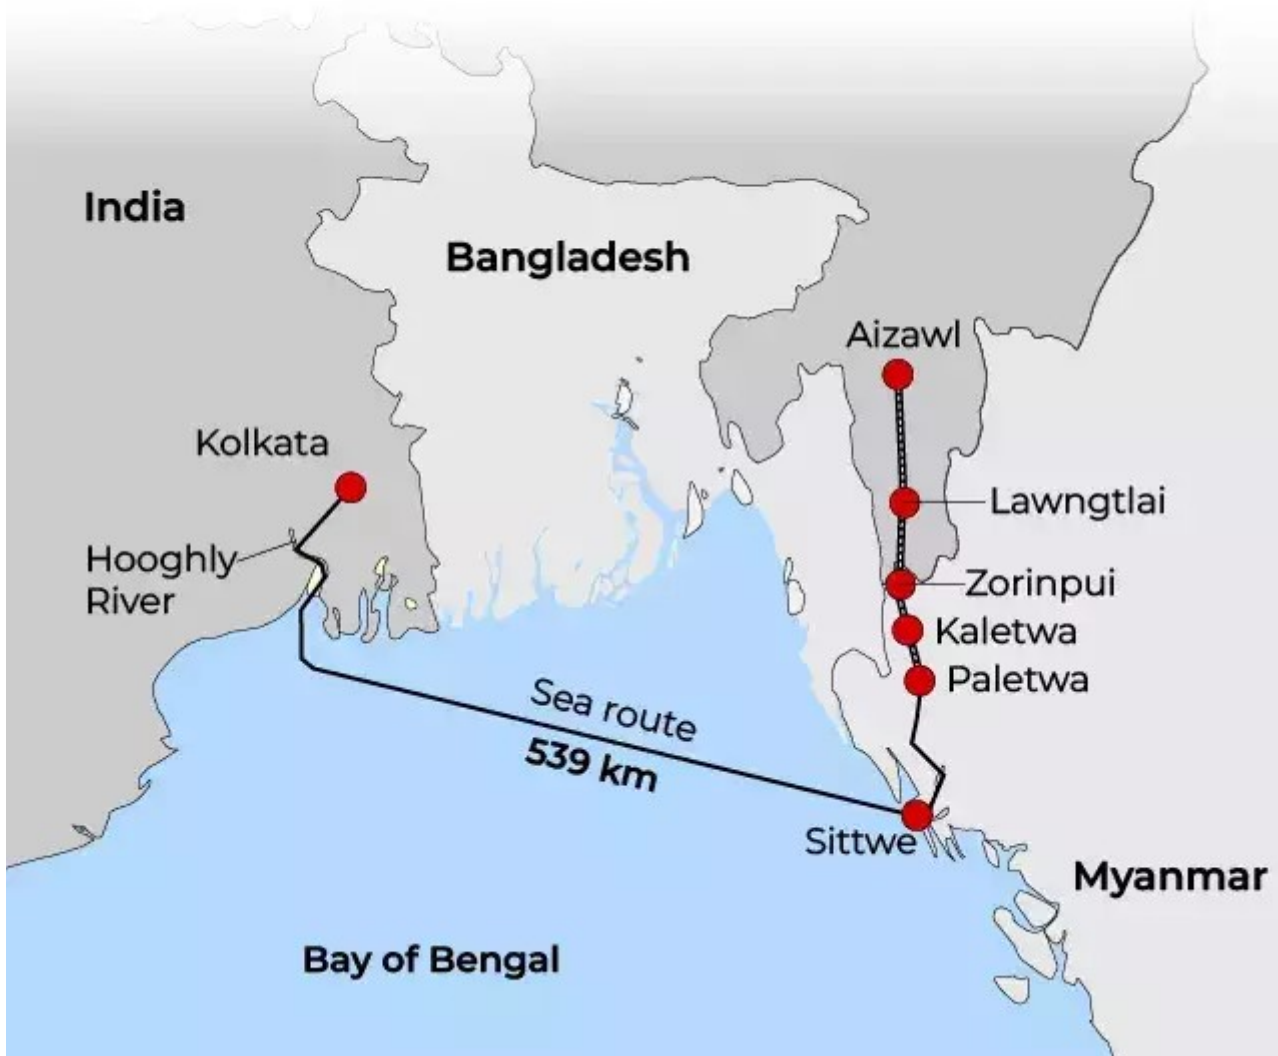 India
Bangladesh
Aizawl
Kolkata
Lawngtlai
Hooghly
River
Zorinpui
Kaletwa
Paletwa
Sea route
539 km
Sittwe
Myanmar
Bay of Bengal